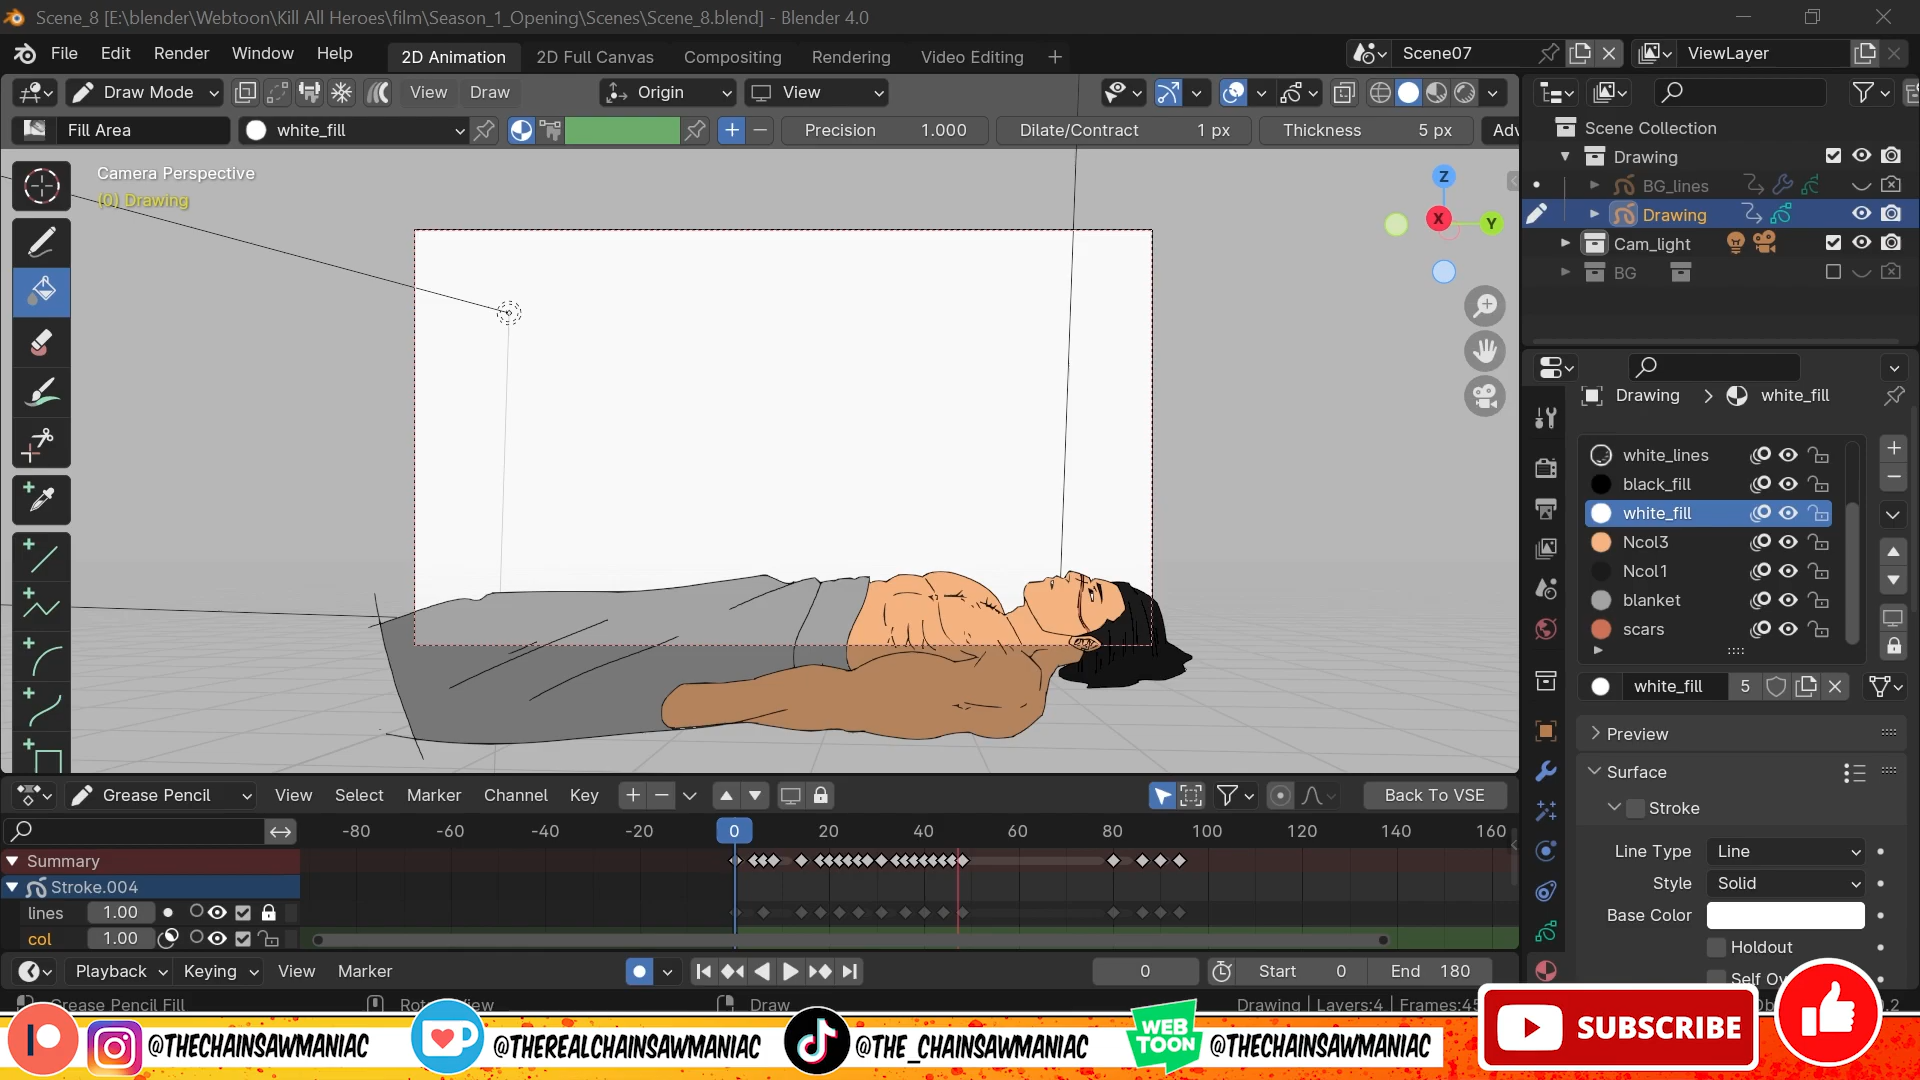 Scene_8 [E:\blender\Webtoon\Kill All Heroes\film\Season_1_Opening\Scenes\Scene_8.blend] - Blender 4.0
File Edit Render Window Help 2D Animation 2D Full Canvas Compositing Rendering Video Editing + Scene07 ViewLayer
Draw Mode View Draw Origin View
Fill Area white_fill Precision 1.000 Dilate/Contract 1 px Thickness 5 px Adv
Camera Perspective
(0) Drawing
Z
X
Y
Scene Collection
Drawing
BG_lines
Drawing
Cam_light
BG
Drawing > white_fill
white_lines
black_fill
white_fill
Ncol3
Ncol1
blanket
scars
white_fill 5
Preview
Surface
Stroke
Line Type Line
Style Solid
Base Color
Holdout
Self Ov
Grease Pencil View Select Marker Channel Key Back To VSE
-80 -60 -40 -20 0 20 40 60 80 100 120 140 160
Summary
Stroke.004
lines 1.00
col 1.00
Playback Keying View Marker 0 Start 0 End 180
Grease Pencil Fill Draw Drawing | Layers:4 | Frames:45
@THECHAINSAWMANIAC @THEREALCHAINSAWMANIAC @THE_CHAINSAWMANIAC WEB TOON @THECHAINSAWMANIAC SUBSCRIBE